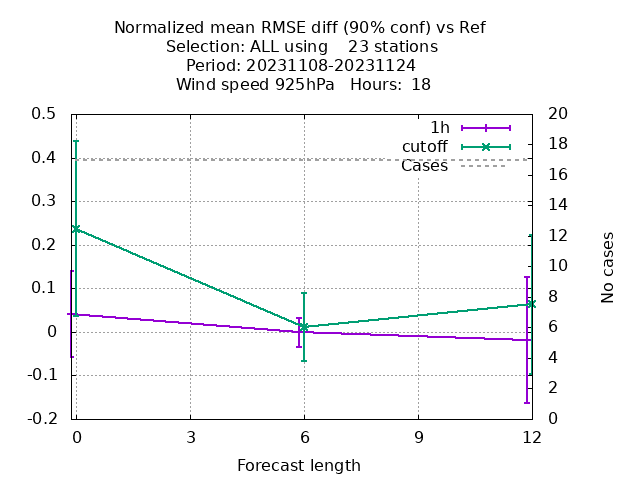 Normalized mean RMSE diff (90% conf) vs Ref
Selection: ALL using    23 stations
Period: 20231108-20231124
Wind speed 925hPa   Hours:  18
0.5
0.4
0.3
0.2
0.1
0
-0.1
-0.2
1h
cutoff
Cases
20
18
16
14
12
10
8
6
4
2
0
No cases
0
3
6
9
12
Forecast length